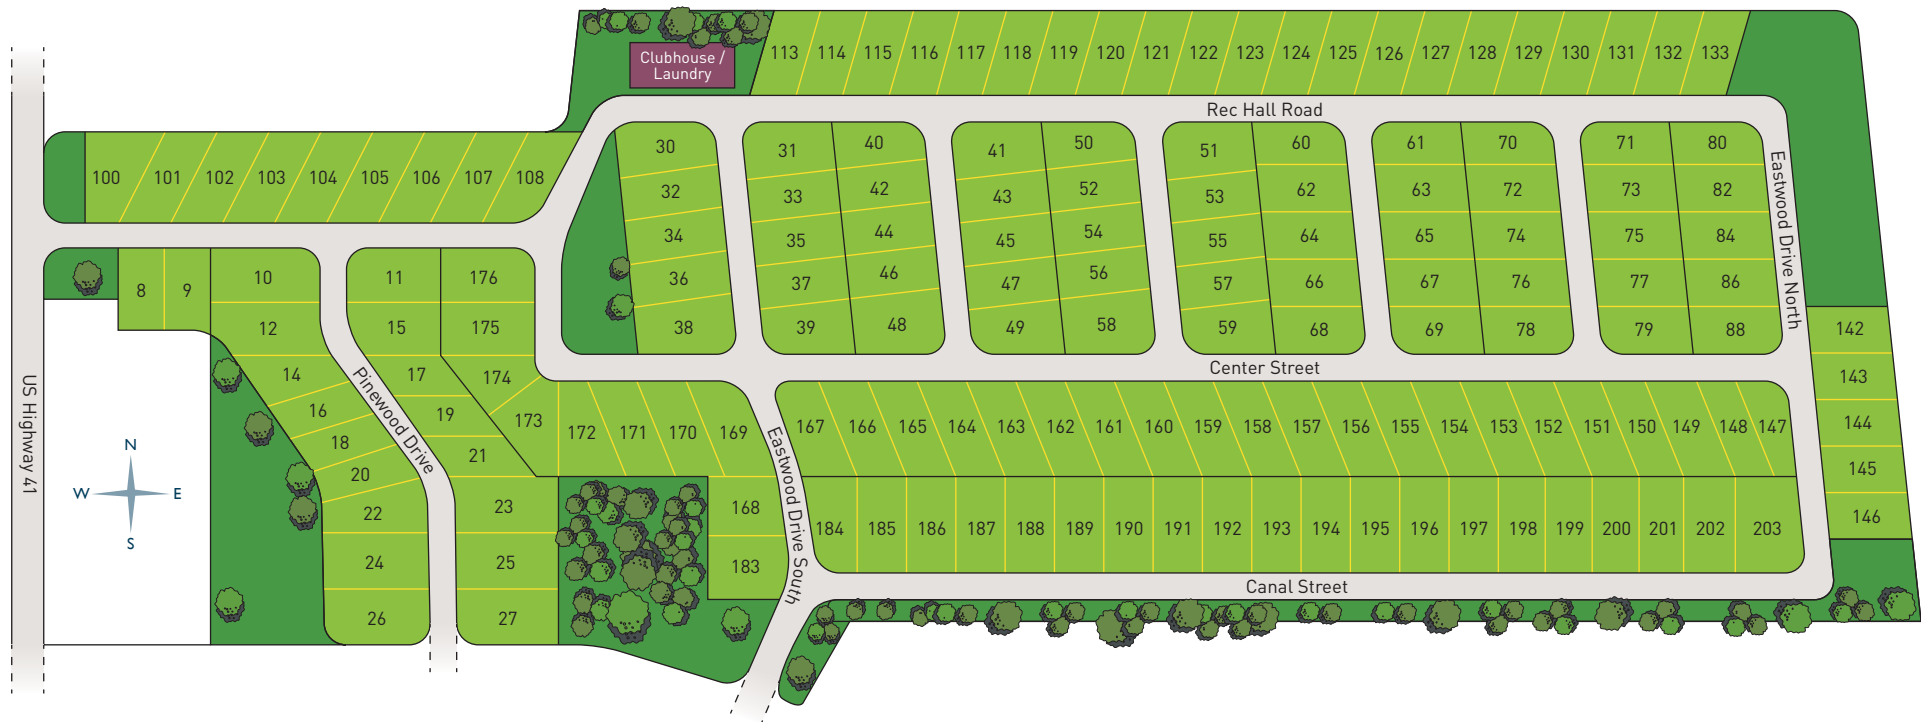 Clubhouse /
Laundry
113 114 115 116 117 118 119 120 121 122 123 124 125 126 127 128 129 130 131 132 133
Rec Hall Road
100 101 102 103 104 105 106 107 108
30 31 40 41 50 51 60 61 70 71 80
32 33 42 43 52 53 62 63 72 73 82
34 35 44 45 54 55 64 65 74 75 84
36 37 46 47 56 57 66 67 76 77 86
38 39 48 49 58 59 68 69 78 79 88
Eastwood Drive North
8 9 10 11 176
12 15 175
14 17 174
16 19 173
18 21
20
22 23
24 25
26 27
Pinewood Drive
US Highway 41
N
W E
S
Center Street
142
143
144
145
146
172 171 170 169
167 166 165 164 163 162 161 160 159 158 157 156 155 154 153 152 151 150 149 148 147
Eastwood Drive South
168
183
184 185 186 187 188 189 190 191 192 193 194 195 196 197 198 199 200 201 202 203
Canal Street